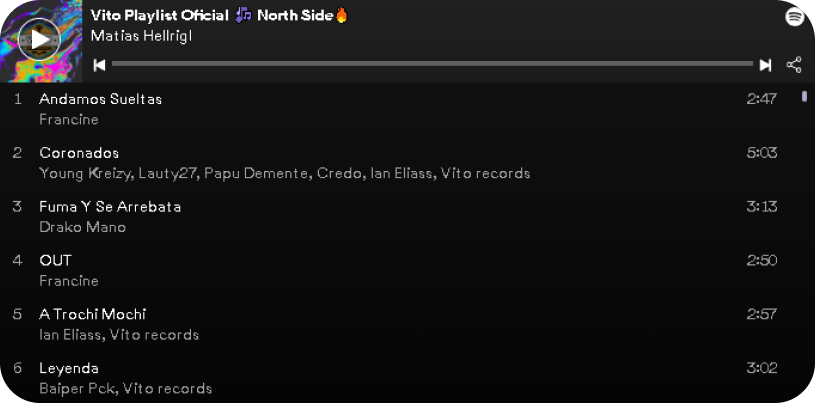 Vito Playlist Oficial 🎶 North Side🔥
Matias Hellrigl
1 Andamos Sueltas 2:47
Francine
2 Coronados 5:03
Young Kreizy, Lauty27, Papu Demente, Credo, Ian Eliass, Vito records
3 Fuma Y Se Arrebata 3:13
Drako Mano
4 OUT 2:50
Francine
5 A Trochi Mochi 2:57
Ian Eliass, Vito records
6 Leyenda 3:02
Baiper Pck, Vito records